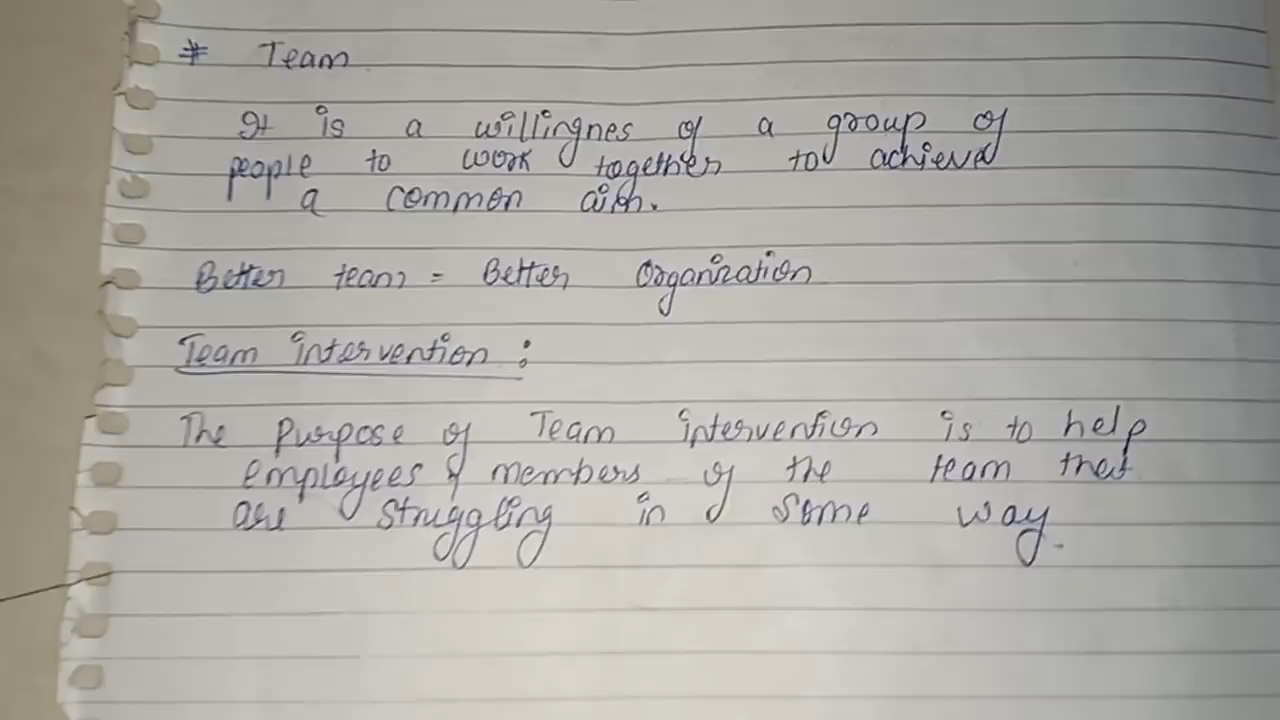 * Team
It is a willingnes of a group of
people to work together to achieve
a common aim.
Better team = Better Organization
Team intervention :
The Purpose of Team intervention is to help
employees & members of the team that
are struggling in some way.